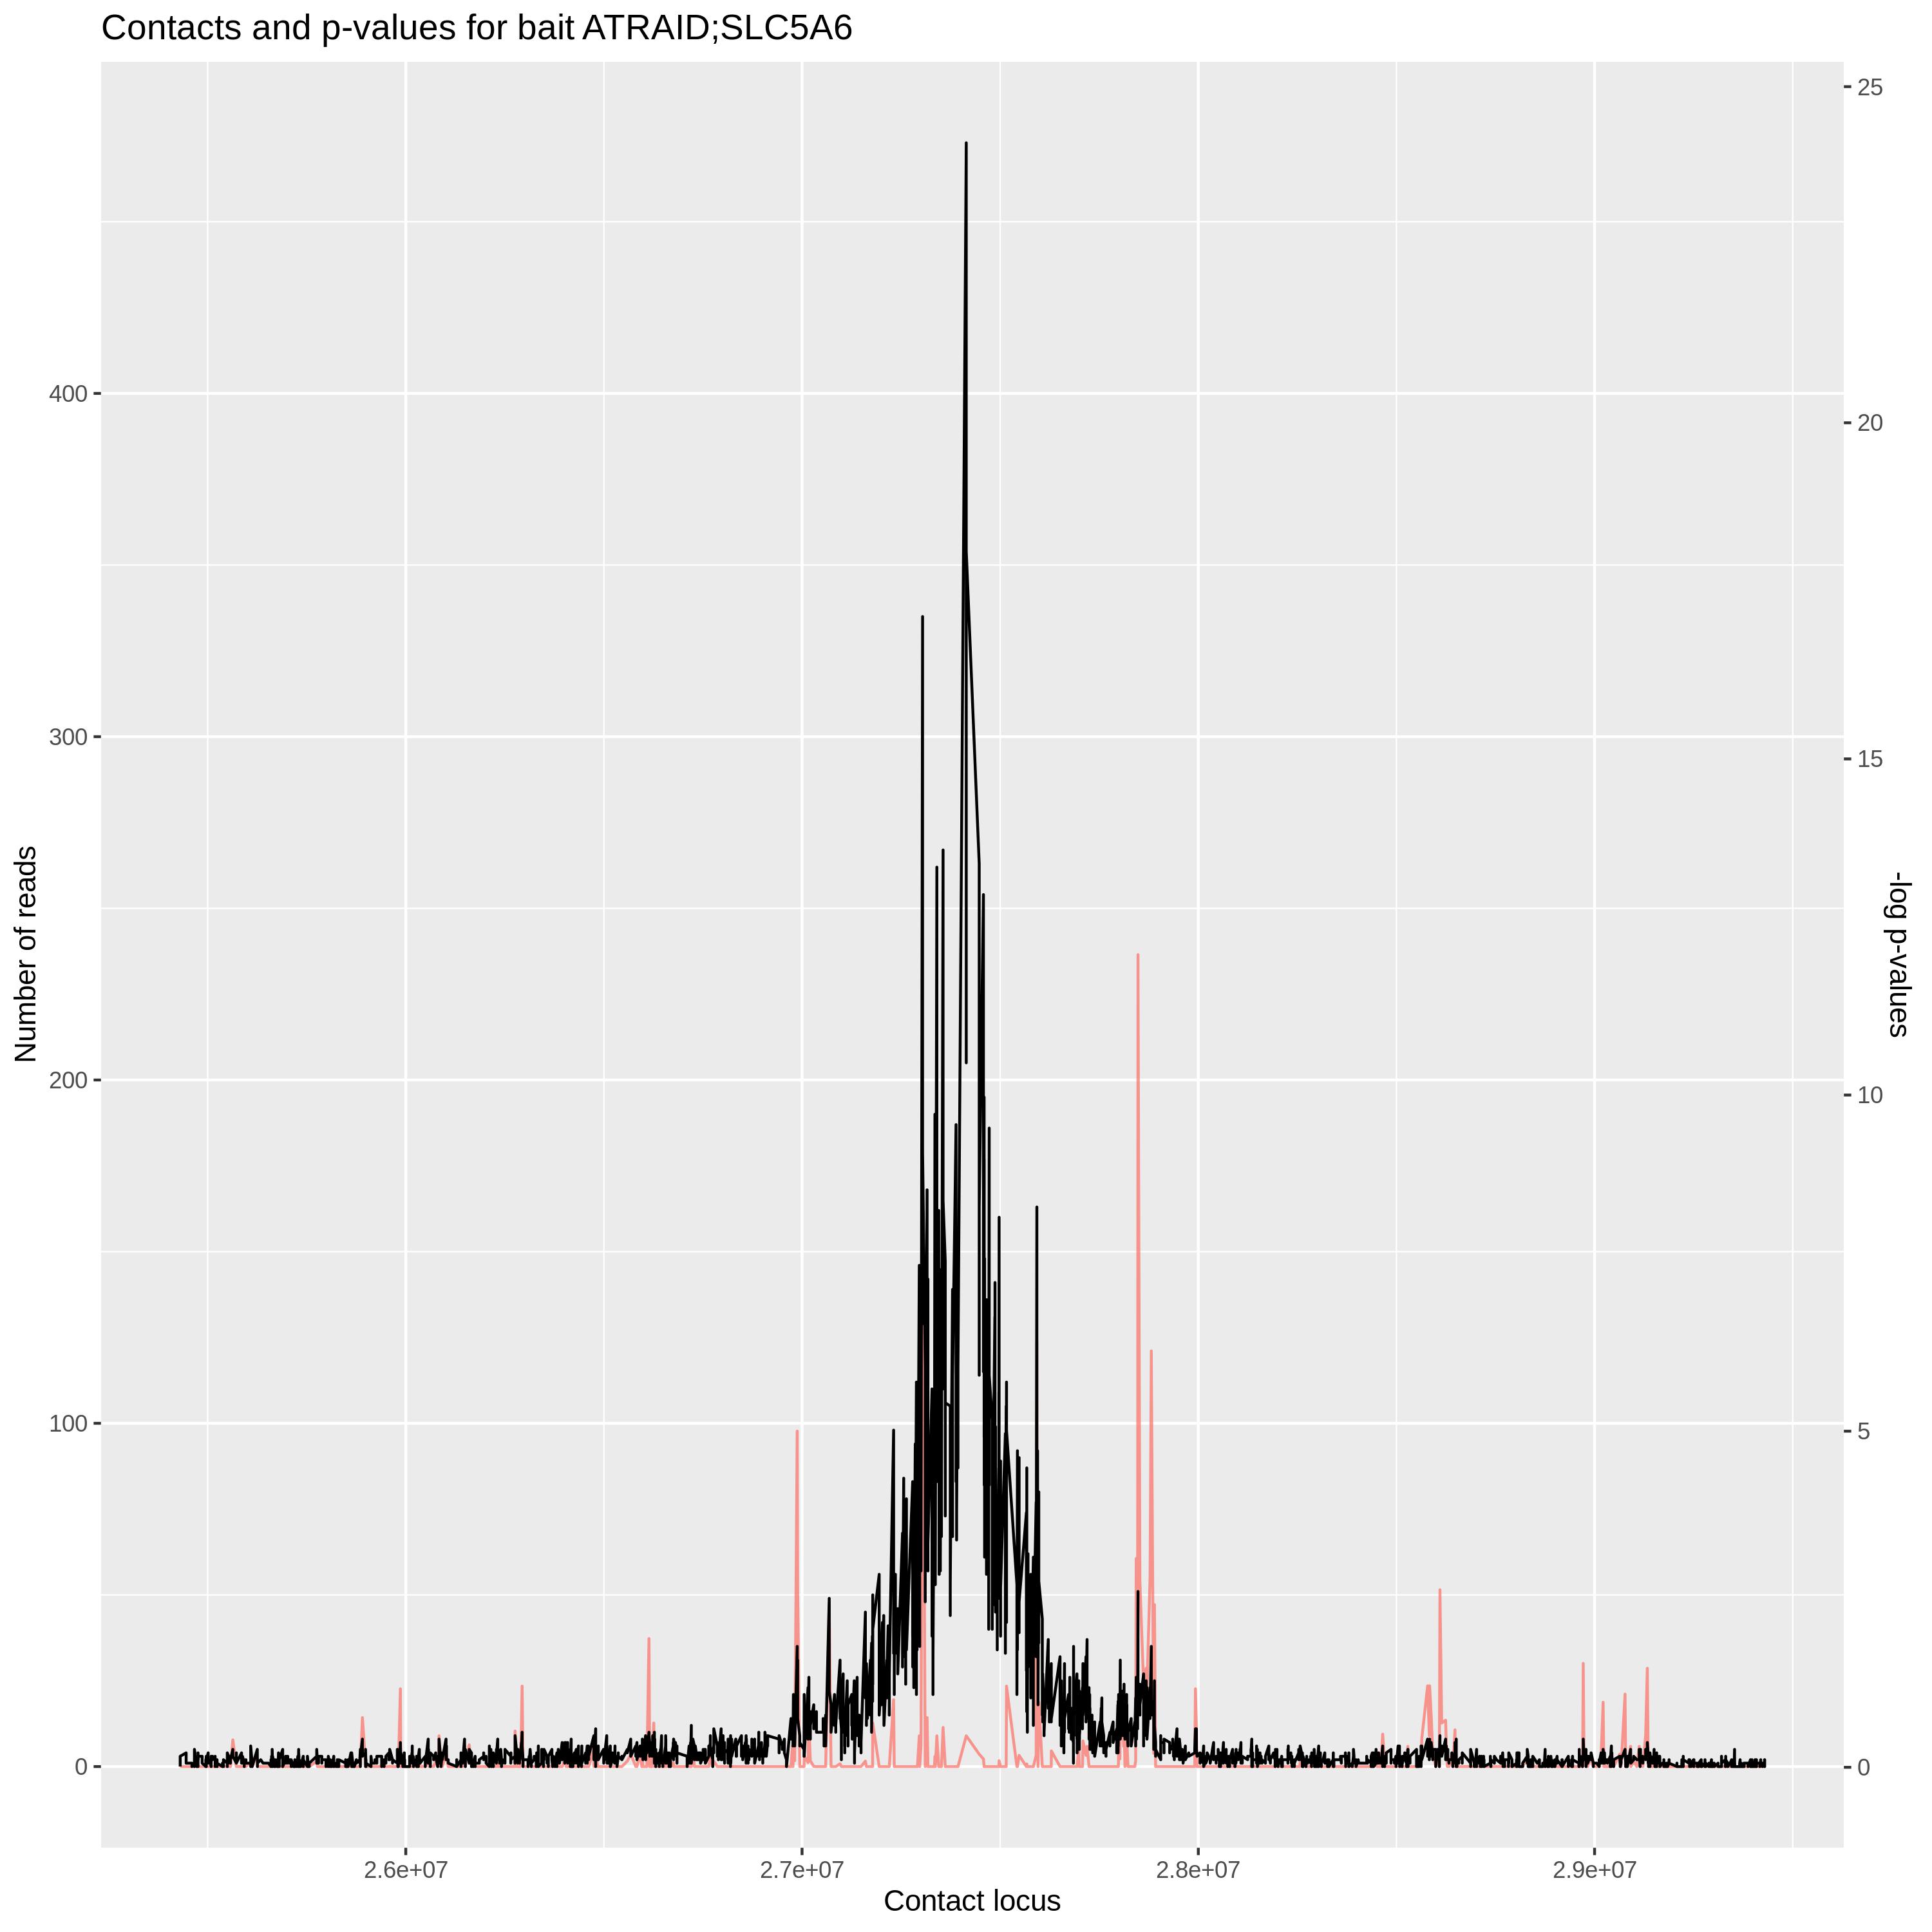 Contacts and p-values for bait ATRAID;SLC5A6
400
300
200
100
0
Number of reads
25
20
15
10
5
0
-log p-values
2.6e+07
2.7e+07
2.8e+07
2.9e+07
Contact locus